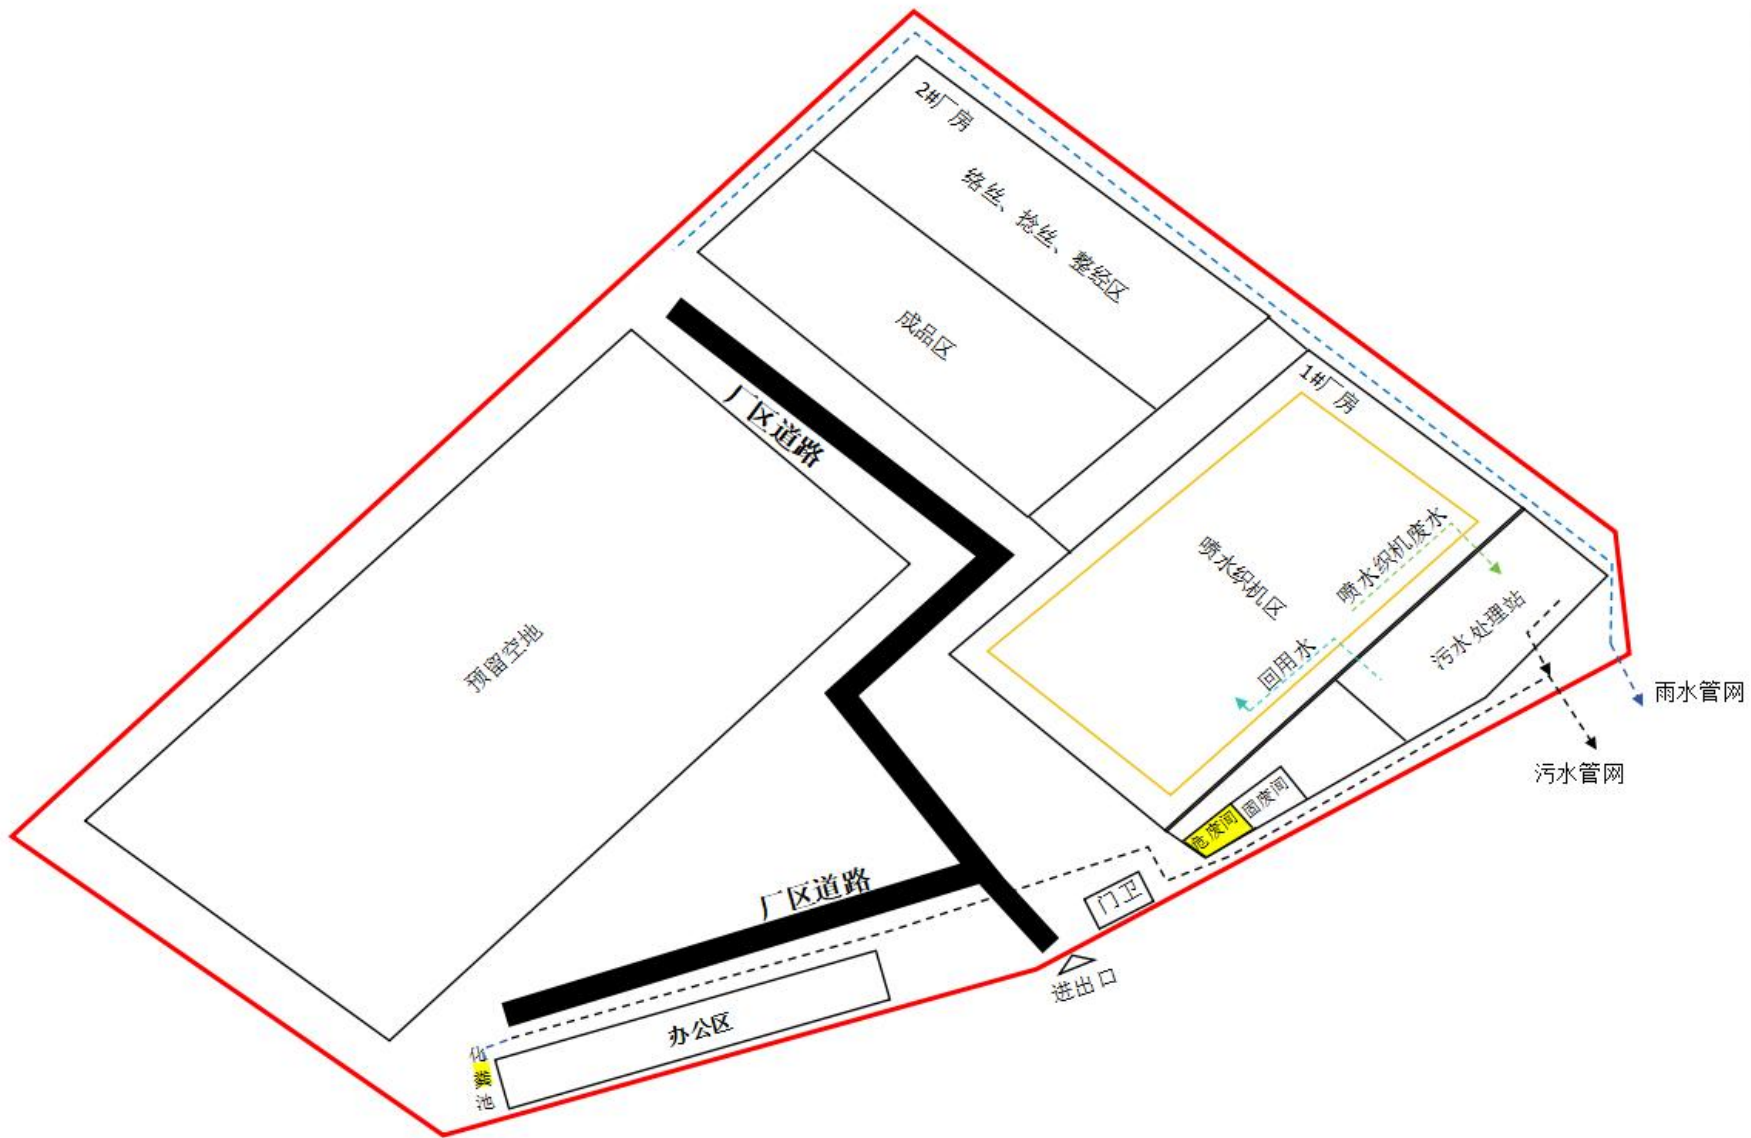 2#厂房
络丝、捻丝、整经区
成品区
1#厂房
厂区道路
喷水织机区
喷水织机废水
回用水
污水处理站
预留空地
雨水管网
污水管网
固废间
危废间
厂区道路
门卫
进出口
办公区
化粪池